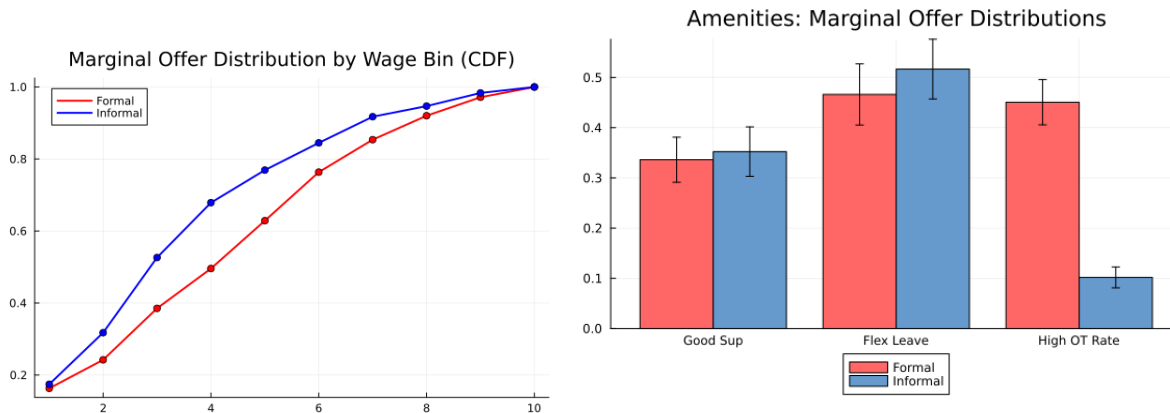 Marginal Offer Distribution by Wage Bin (CDF)
Formal
Informal
1.0
0.8
0.6
0.4
0.2
2
4
6
8
10
Amenities: Marginal Offer Distributions
0.5
0.4
0.3
0.2
0.1
0.0
Good Sup
Flex Leave
High OT Rate
Formal
Informal